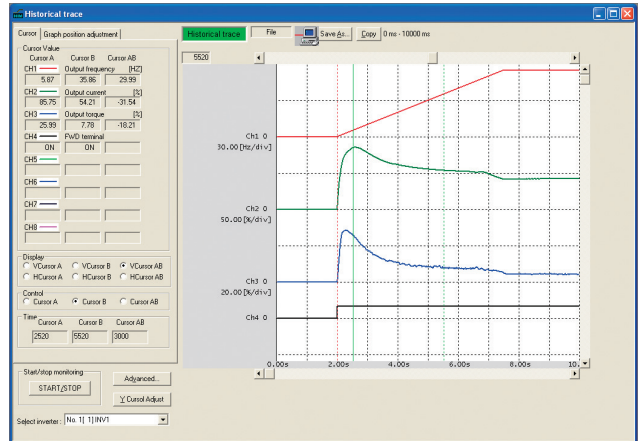 Historical trace
Cursor Graph position adjustment
Historical trace File Save As... Copy 0 ms - 10000 ms
Cursor Value
Cursor A Cursor B Cursor AB
CH1 Output frequency [HZ]
5.87 35.86 29.99
CH2 Output current [%]
85.75 54.21 -31.54
CH3 Output torque [%]
25.99 7.78 -18.21
CH4 FWD terminal
ON ON
CH5
CH6
CH7
CH8
Display
VCursor A VCursor B VCursor AB
HCursor A HCursor B HCursor AB
Control
Cursor A Cursor B Cursor AB
Time
Cursor A Cursor B Cursor AB
2520 5520 3000
Start/stop monitoring
START/STOP
Advanced...
Y Cursol Adjust
Select inverter : No. 1[ 1] INV1
5520
Ch1 0
30.00[Hz/div]
Ch2 0
50.00[%/div]
Ch3 0
20.00[%/div]
Ch4 0
0.00s 2.00s 4.00s 6.00s 8.00s 10.